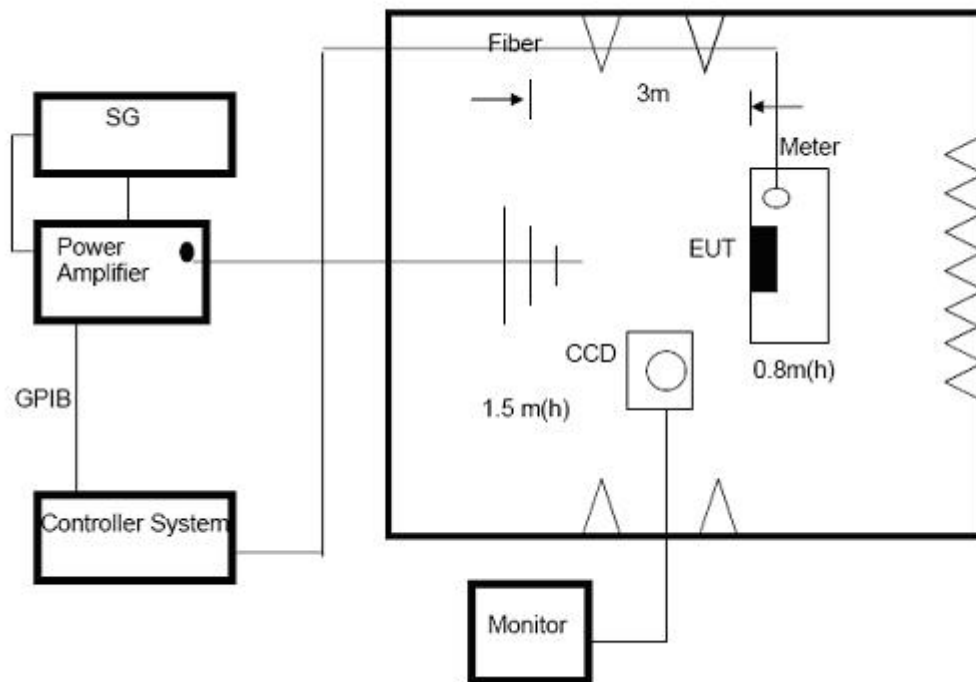 Fiber
3m
SG
Meter
Power
Amplifier
EUT
CCD
0.8m(h)
GPIB
1.5 m(h)
Controller System
Monitor